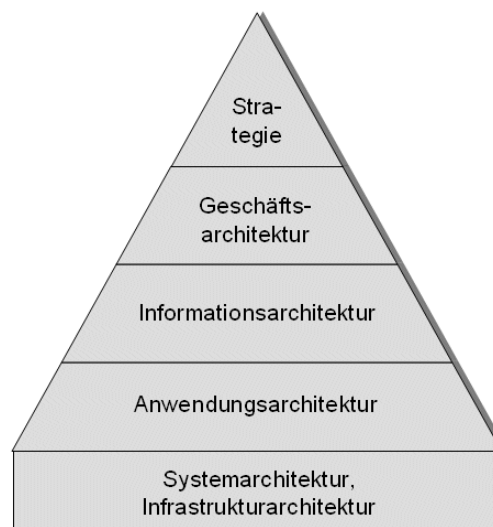 Stra-
tegie
Geschäfts-
architektur
Informationsarchitektur
Anwendungsarchitektur
Systemarchitektur,
Infrastrukturarchitektur